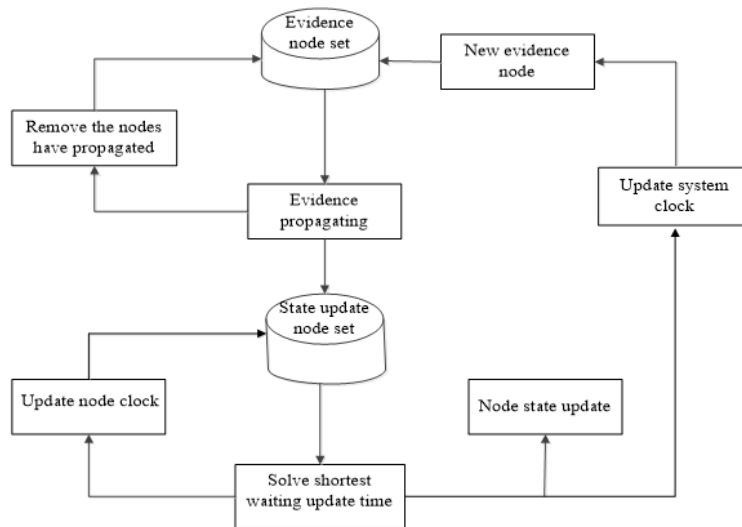 Evidence
node set
New evidence
node
Remove the nodes
have propagated
Update system
clock
Evidence
propagating
State update
node set
Update node clock
Node state update
Solve shortest
waiting update time